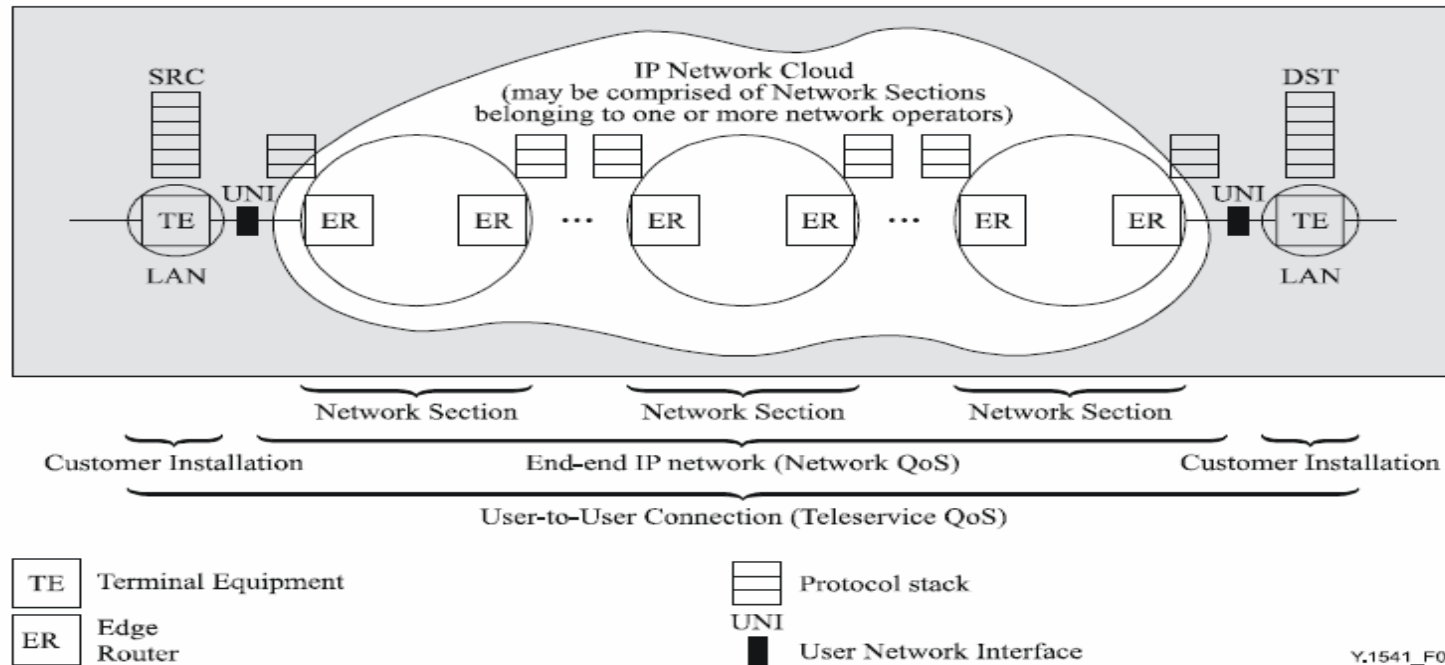 SRC
IP Network Cloud
DST
(may be comprised of Network Sections
belonging to one or more network operators)
UNI
UNI
TE
ER
ER
...
ER
ER
...
ER
ER
TE
LAN
LAN
Network Section
Network Section
Network Section
Customer Installation
End-end IP network (Network QoS)
Customer Installation
User-to-User Connection (Teleservice QoS)
TE
Terminal Equipment
Protocol stack
UNI
ER
Edge
Router
User Network Interface
Y.1541_F0